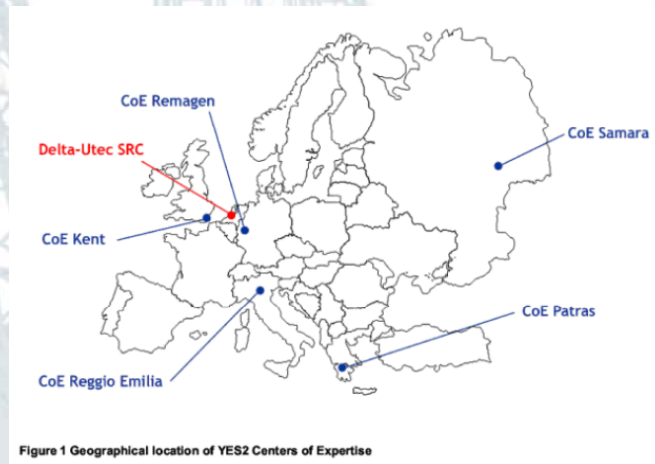 CoE Remagen
CoE Samara
Delta-Utec SRC
CoE Kent
CoE Patras
CoE Reggio Emilia
Figure 1 Geographical location of YES2 Centers of Expertise